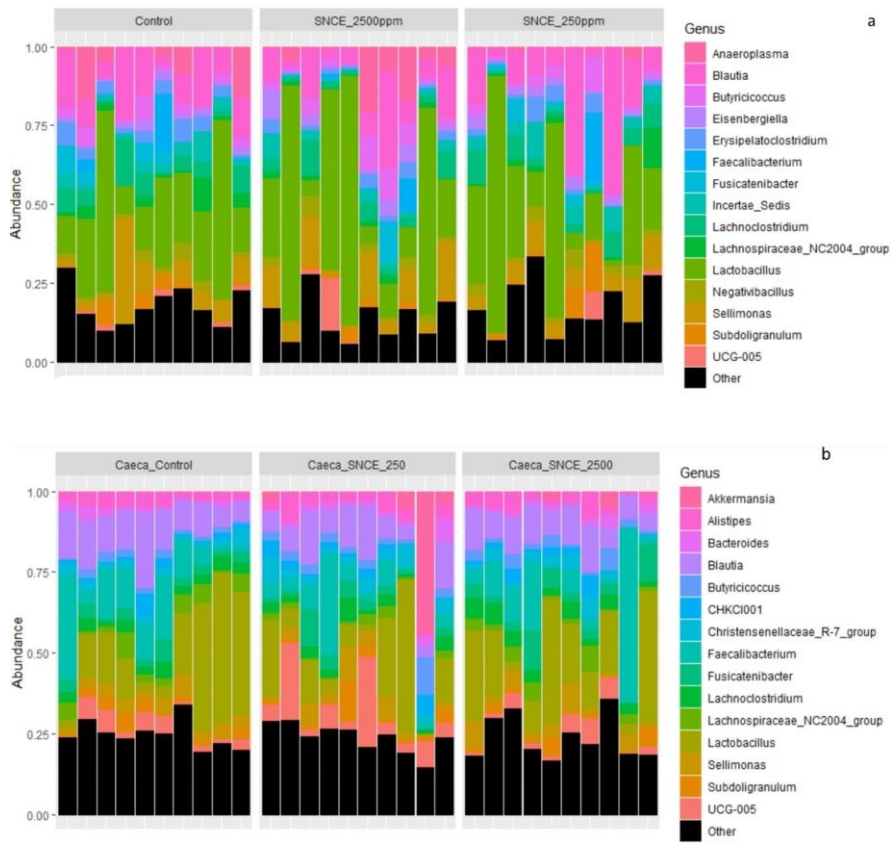 a
Control
SNCE_2500ppm
SNCE_250ppm
1.00
0.75
0.50
0.25
0.00
Abundance
Genus
Anaeroplasma
Blautia
Butyricicoccus
Eisenbergiella
Erysipelatoclostridium
Faecalibacterium
Fusicatenibacter
Incertae_Sedis
Lachnoclostridium
Lachnospiraceae_NC2004_group
Lactobacillus
Negativibacillus
Sellimonas
Subdoligranulum
UCG-005
Other
b
Caeca_Control
Caeca_SNCE_250
Caeca_SNCE_2500
1.00
0.75
0.50
0.25
0.00
Abundance
Genus
Akkermansia
Alistipes
Bacteroides
Blautia
Butyricicoccus
CHKCI001
Christensenellaceae_R-7_group
Faecalibacterium
Fusicatenibacter
Lachnoclostridium
Lachnospiraceae_NC2004_group
Lactobacillus
Sellimonas
Subdoligranulum
UCG-005
Other